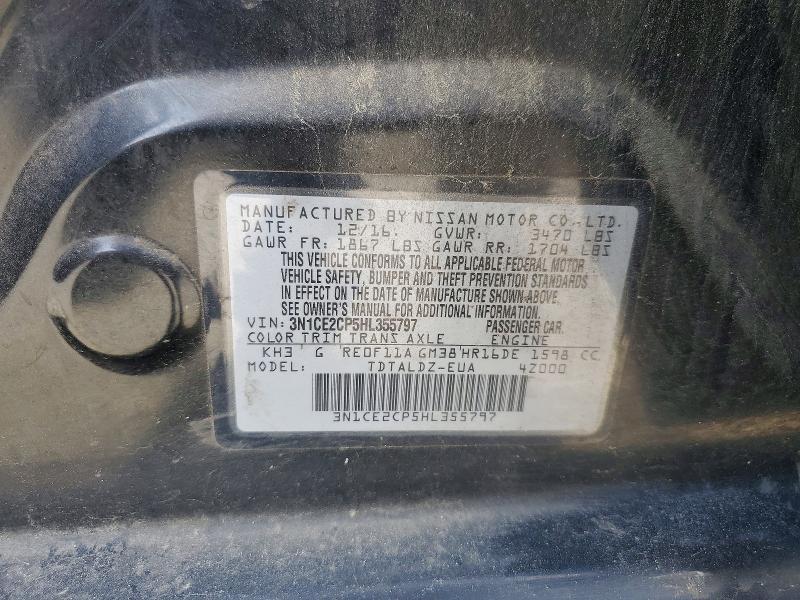 MANUFACTURED BY NISSAN MOTOR CO., LTD.
DATE: 12/16. GVWR: 3470 LBS
GAWR FR: 1867 LBS GAWR RR: 1704 LBS
THIS VEHICLE CONFORMS TO ALL APPLICABLE FEDERAL MOTOR
VEHICLE SAFETY, BUMPER AND THEFT PREVENTION STANDARDS
IN EFFECT ON THE DATE OF MANUFACTURE SHOWN ABOVE.
SEE OWNER'S MANUAL FOR ADDITIONAL INFORMATION.
VIN: 3N1CE2CP5HL355797 PASSENGER CAR.
COLOR TRIM TRANS AXLE ENGINE
KH3 G RE0F11A GM38 HR16DE 1598 CC
MODEL: TDTALDZ-EUA 4Z000
3N1CE2CP5HL355797